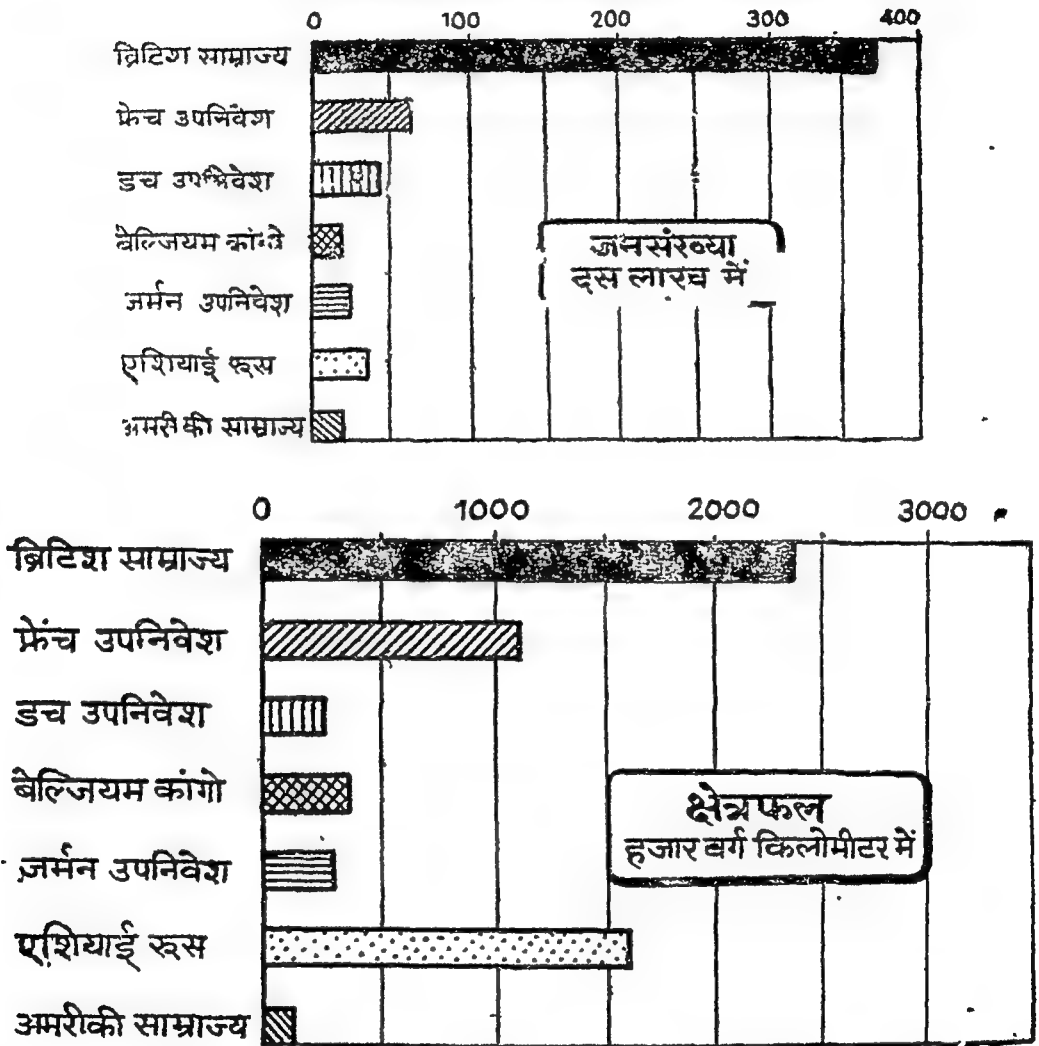 0 100 200 300 400
ब्रिटिश साम्राज्य
फ्रेंच उपनिवेश
डच उपनिवेश
बेल्जियम कांगो
जर्मन उपनिवेश
एशियाई रूस
अमरीकी साम्राज्य
जनसंख्या
दस लाख में
0 1000 2000 3000
ब्रिटिश साम्राज्य
फ्रेंच उपनिवेश
डच उपनिवेश
बेल्जियम कांगो
जर्मन उपनिवेश
एशियाई रूस
अमरीकी साम्राज्य
क्षेत्रफल
हजार वर्ग किलोमीटर में